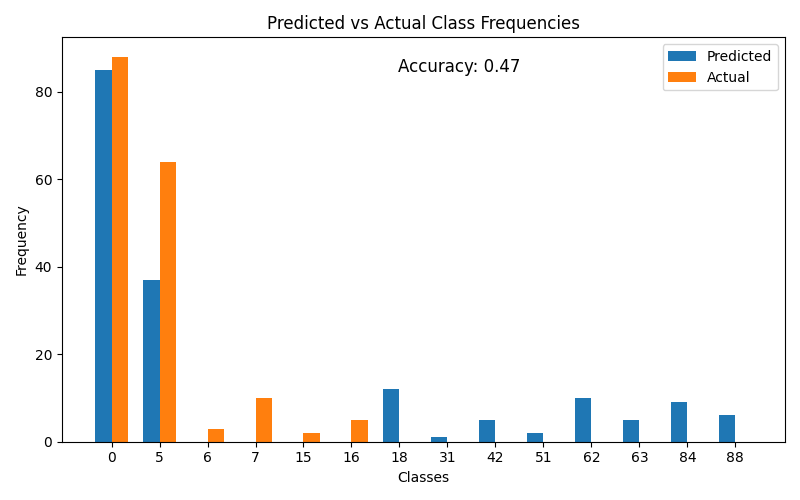 Predicted vs Actual Class Frequencies
Accuracy: 0.47
Predicted
Actual
Frequency
80
60
40
20
0
0 5 6 7 15 16 18 31 42 51 62 63 84 88
Classes